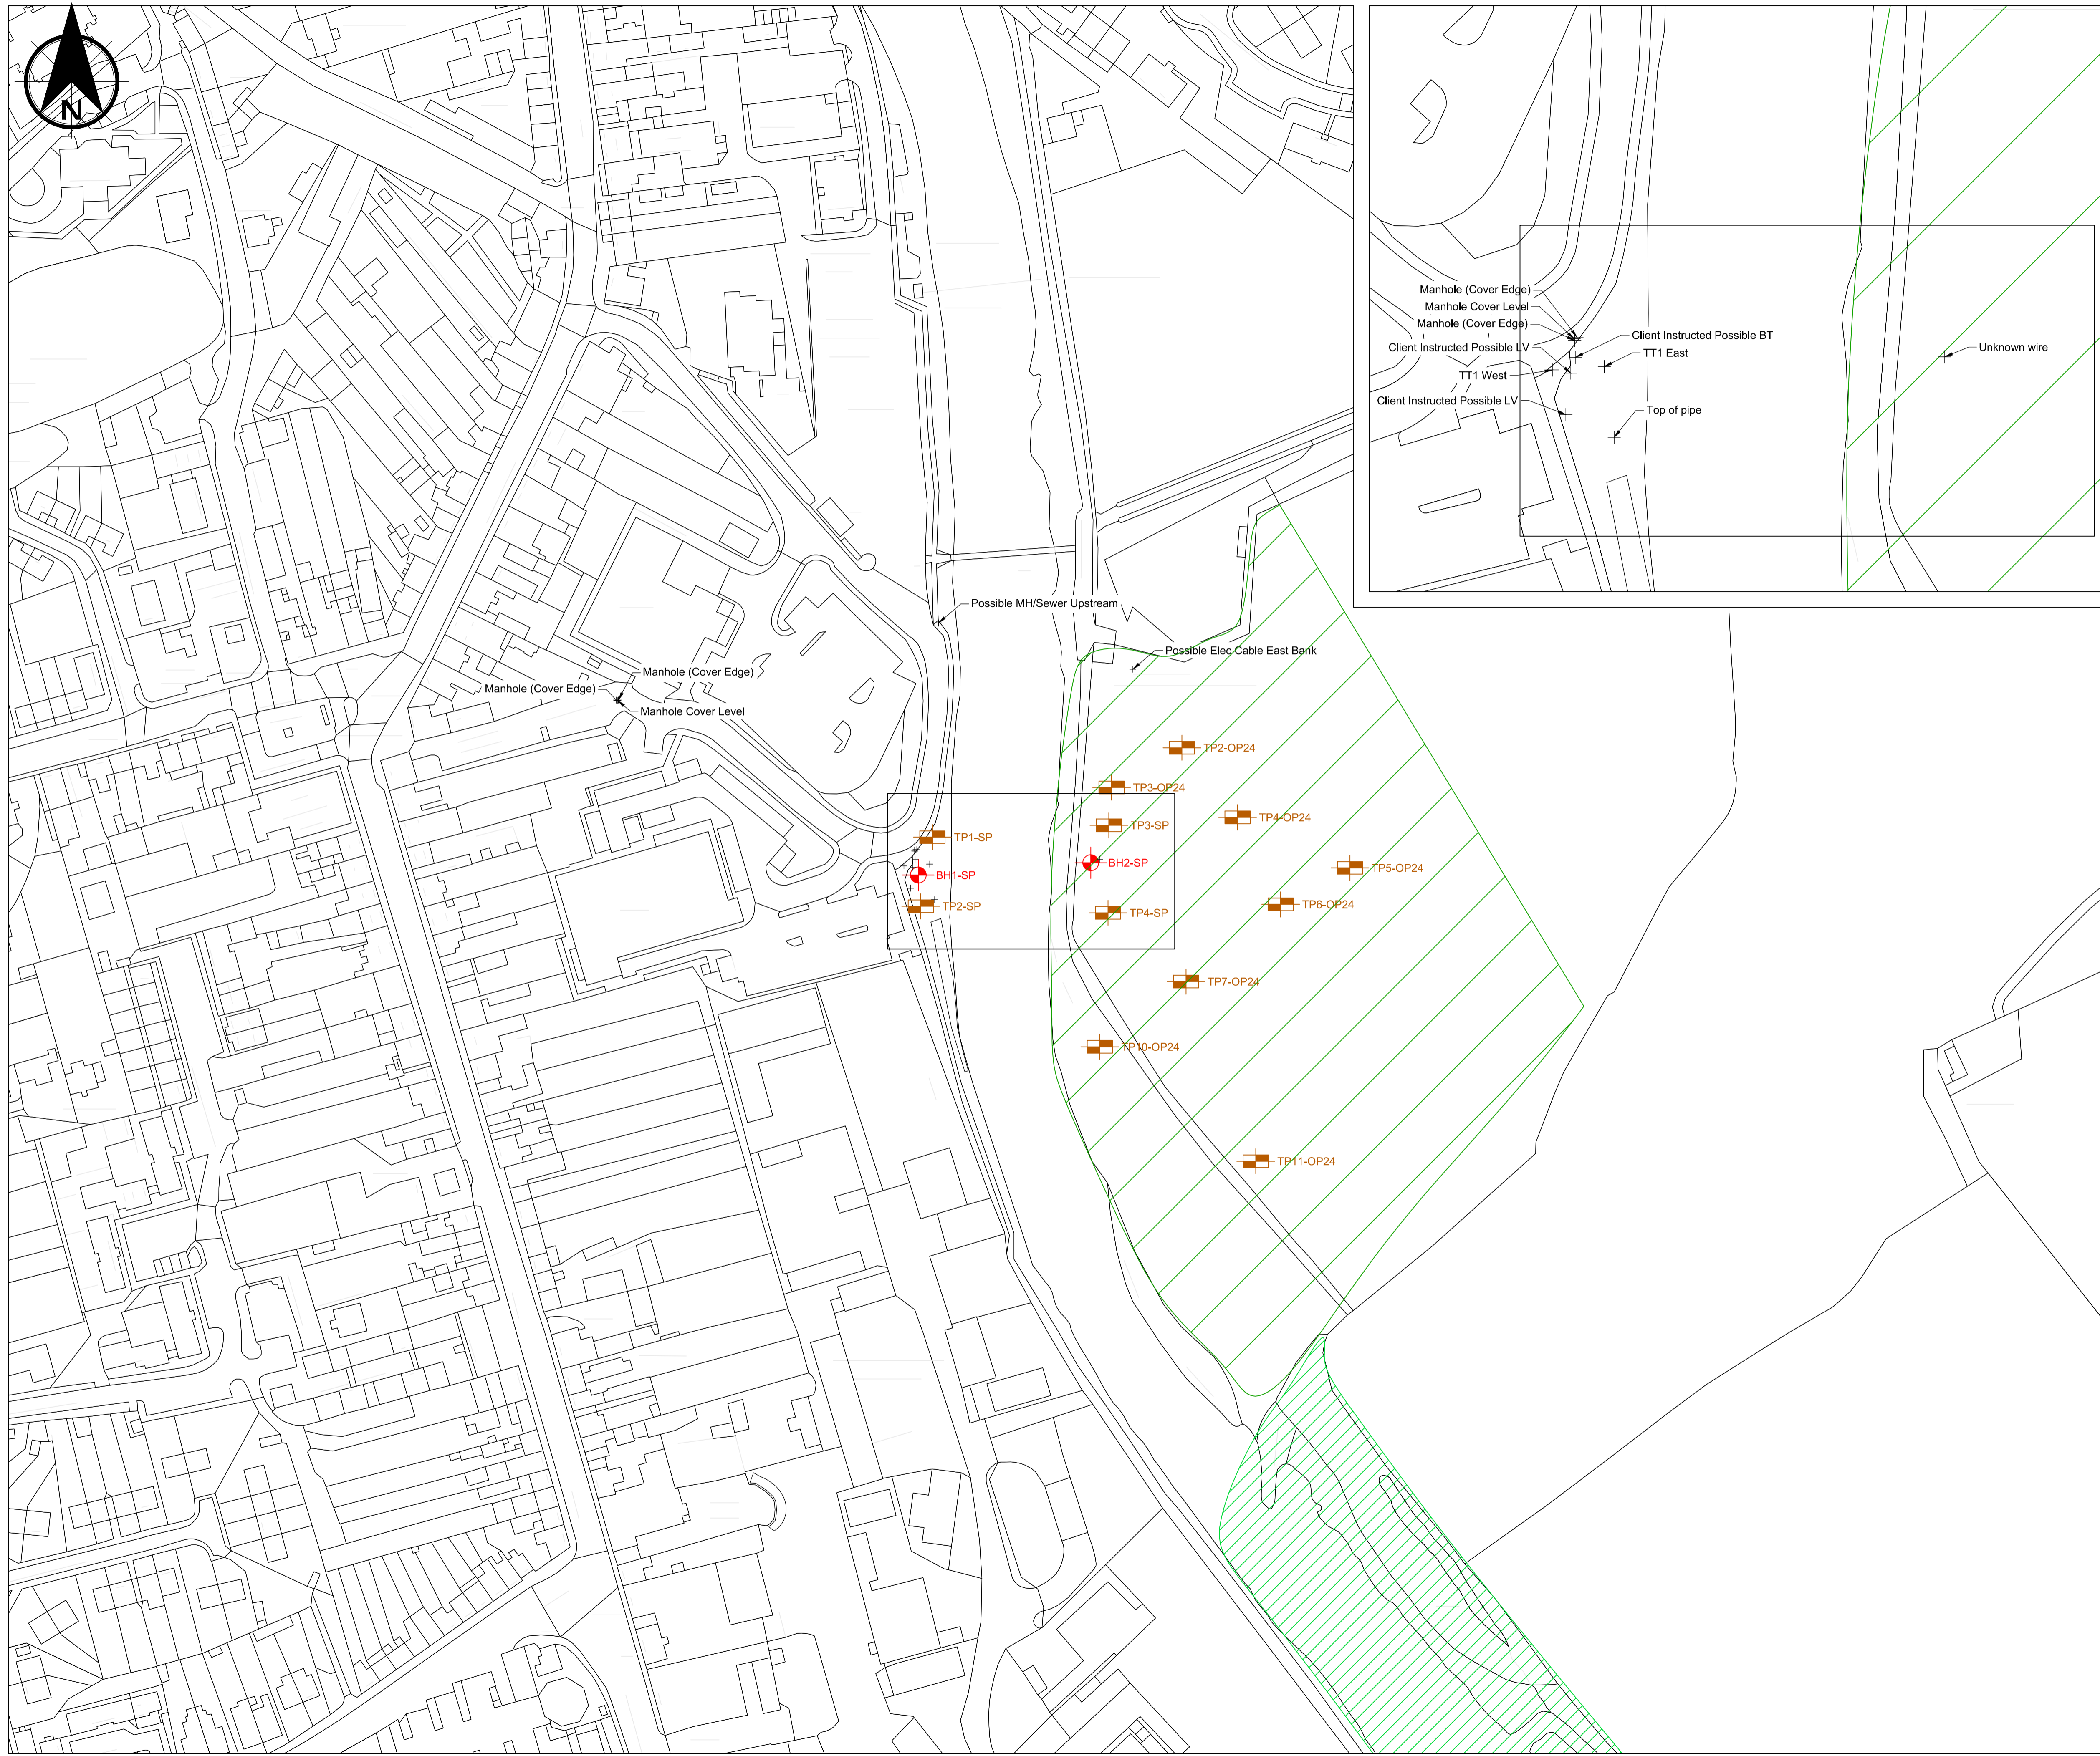 N
Manhole (Cover Edge)
Manhole Cover Level
Manhole (Cover Edge)
Client Instructed Possible BT
Client Instructed Possible LV
TT1 East
Unknown wire
TT1 West
Client Instructed Possible LV
Top of pipe
Possible MH/Sewer Upstream
Possible Elec Cable East Bank
Manhole (Cover Edge)
Manhole (Cover Edge)
Manhole Cover Level
TP2-OP24
TP3-OP24
TP4-OP24
TP3-SP
TP1-SP
BH2-SP
TP5-OP24
BH1-SP
TP6-OP24
TP2-SP
TP4-SP
TP7-OP24
TP10-OP24
TP11-OP24